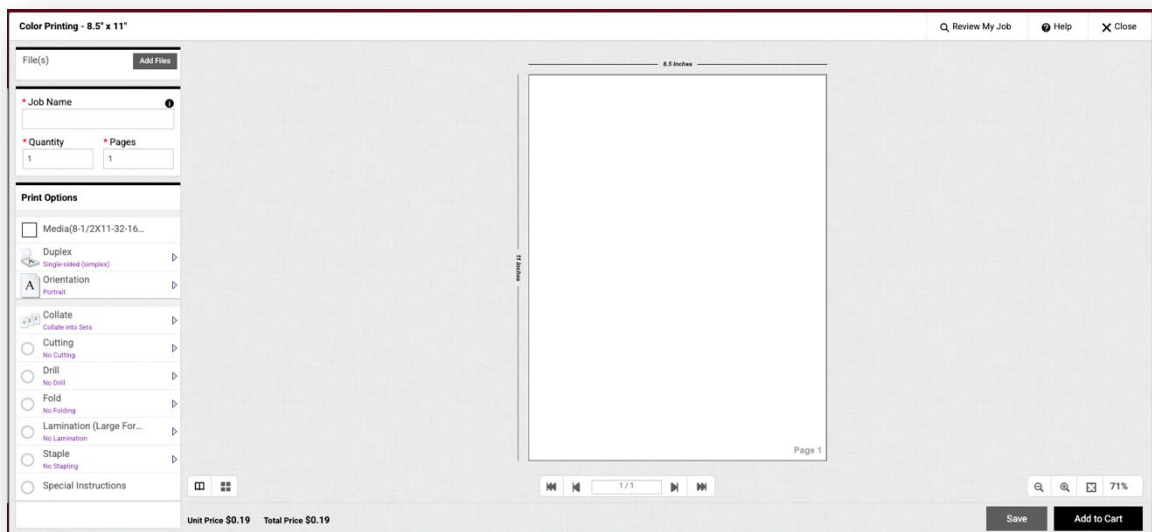 Color Printing - 8.5" x 11"
Review My Job
Help
Close
File(s)
Add Files
* Job Name
* Quantity
* Pages
1
1
Print Options
Media(8-1/2X11-32-16...
Duplex
Single-sided (simplex)
Orientation
Portrait
Collate
Collate into Sets
Cutting
No Cutting
Drill
No Drill
Fold
No Folding
Lamination (Large For...
No Lamination
Staple
No Stapling
Special Instructions
8.5 Inches
11 Inches
Page 1
1 / 1
71%
Unit Price $0.19 Total Price $0.19
Save
Add to Cart